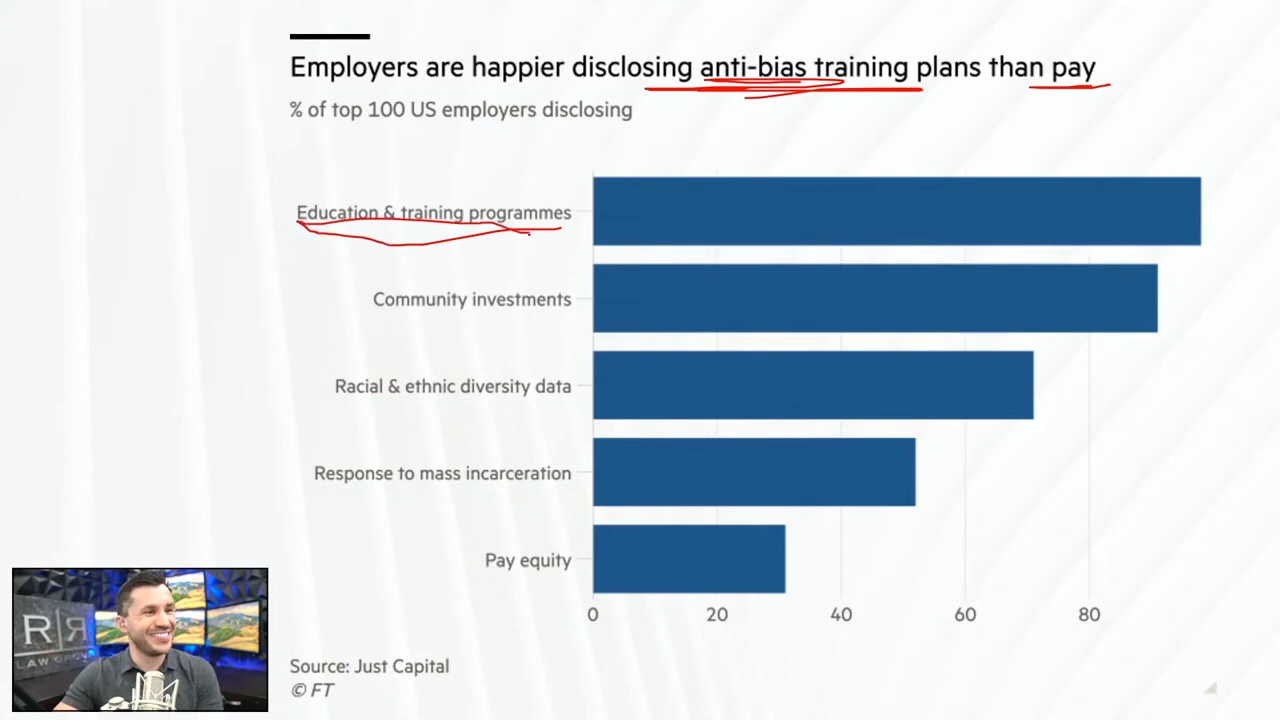 Employers are happier disclosing anti-bias training plans than pay
% of top 100 US employers disclosing
Education & training programmes
Community investments
Racial & ethnic diversity data
Response to mass incarceration
Pay equity
0 20 40 60 80
Source: Just Capital
© FT
R|R
LAW GROUP